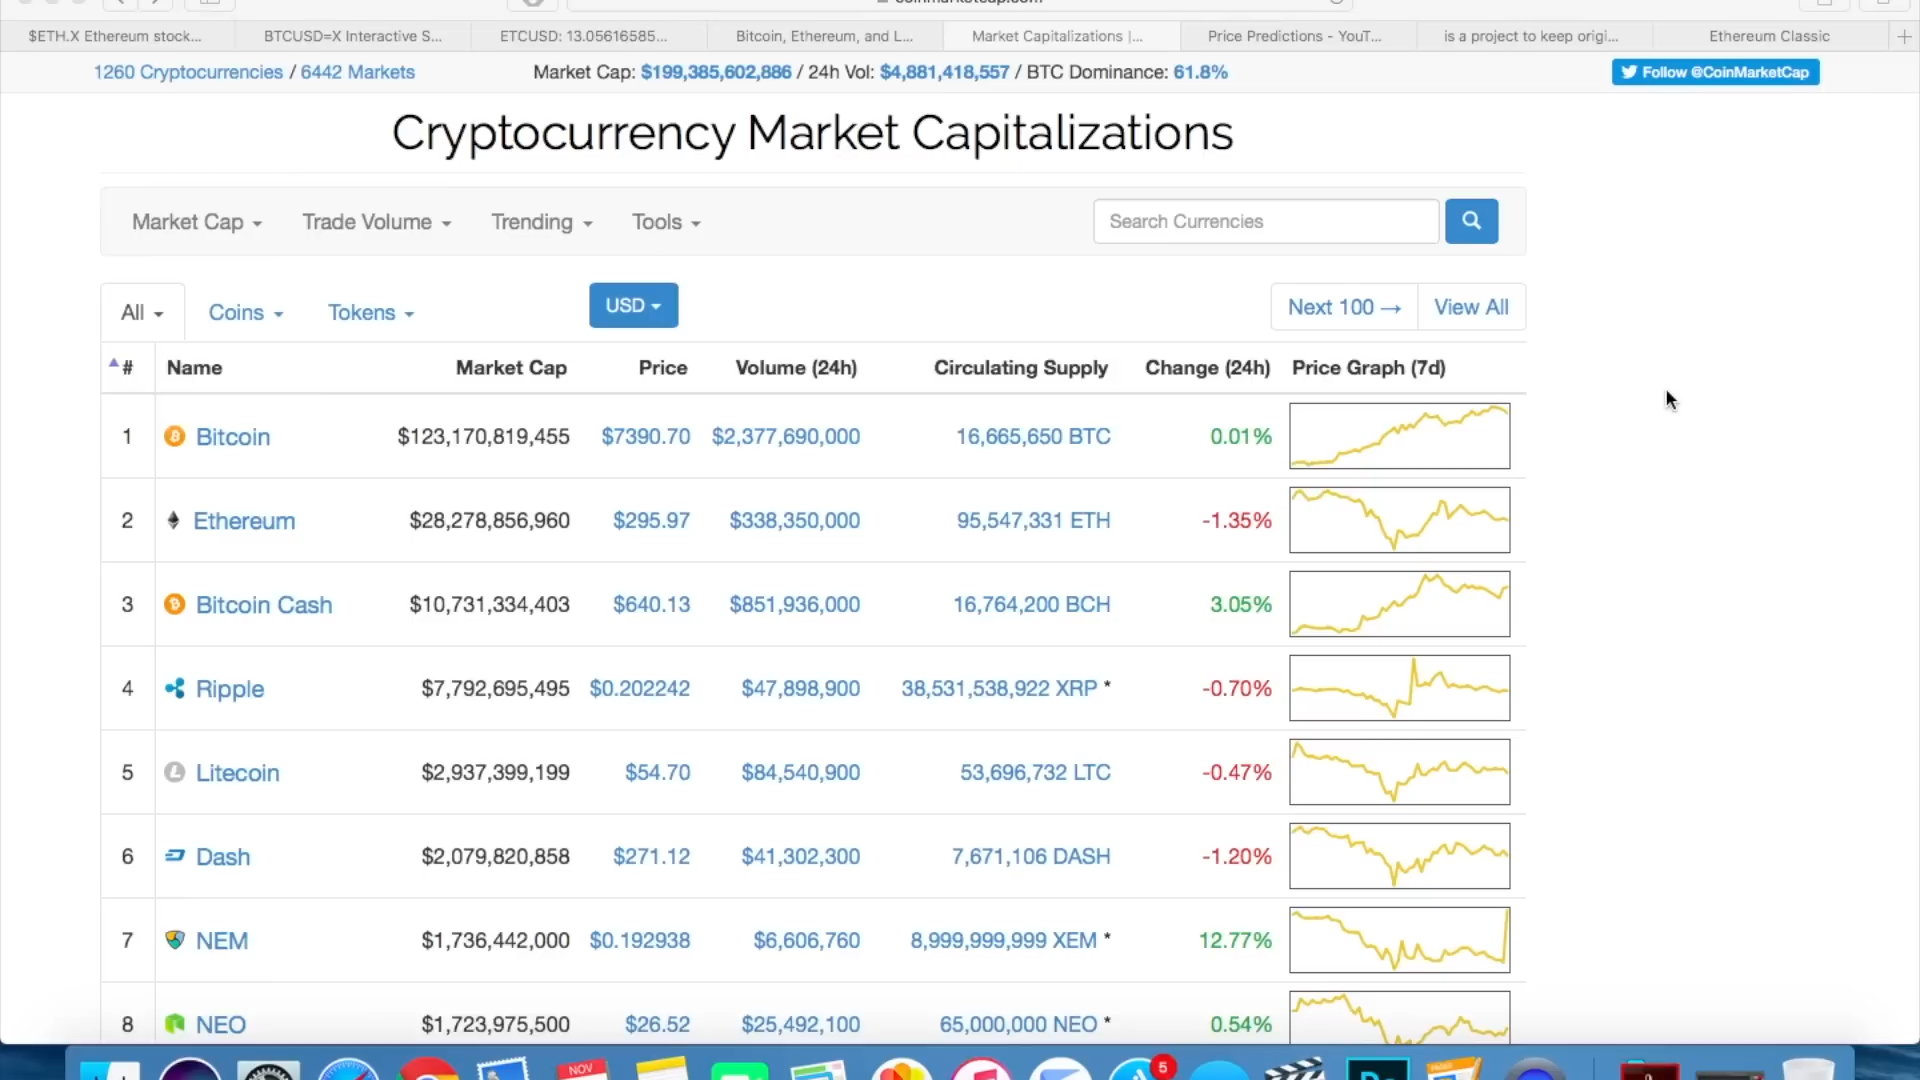 $ETH.X Ethereum stock... BTCUSD=X Interactive S... ETCUSD: 13.05616585... Bitcoin, Ethereum, and L... Market Capitalizations |... Price Predictions - YouT... is a project to keep origi... Ethereum Classic +
1260 Cryptocurrencies / 6442 Markets Market Cap: $199,385,602,886 / 24h Vol: $4,881,418,557 / BTC Dominance: 61.8% Follow @CoinMarketCap
Cryptocurrency Market Capitalizations
Market Cap Trade Volume Trending Tools Search Currencies
All Coins Tokens USD Next 100 → View All
# Name Market Cap Price Volume (24h) Circulating Supply Change (24h) Price Graph (7d)
1 Bitcoin $123,170,819,455 $7390.70 $2,377,690,000 16,665,650 BTC 0.01%
2 Ethereum $28,278,856,960 $295.97 $338,350,000 95,547,331 ETH -1.35%
3 Bitcoin Cash $10,731,334,403 $640.13 $851,936,000 16,764,200 BCH 3.05%
4 Ripple $7,792,695,495 $0.202242 $47,898,900 38,531,538,922 XRP * -0.70%
5 Litecoin $2,937,399,199 $54.70 $84,540,900 53,696,732 LTC -0.47%
6 Dash $2,079,820,858 $271.12 $41,302,300 7,671,106 DASH -1.20%
7 NEM $1,736,442,000 $0.192938 $6,606,760 8,999,999,999 XEM * 12.77%
8 NEO $1,723,975,500 $26.52 $25,492,100 65,000,000 NEO * 0.54%
NOV 5